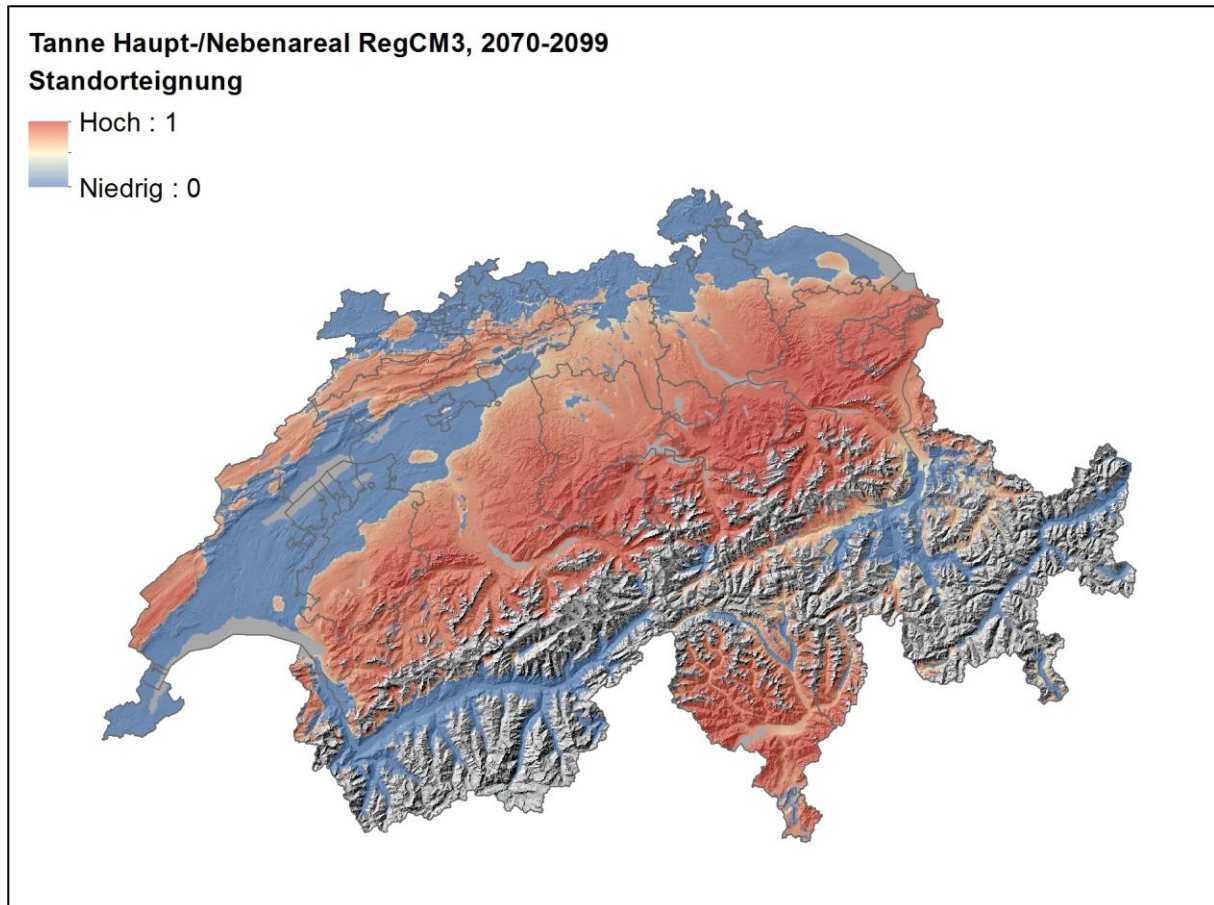 Tanne Haupt-/Nebenareal RegCM3, 2070-2099
Standorteignung
Hoch : 1
Niedrig : 0